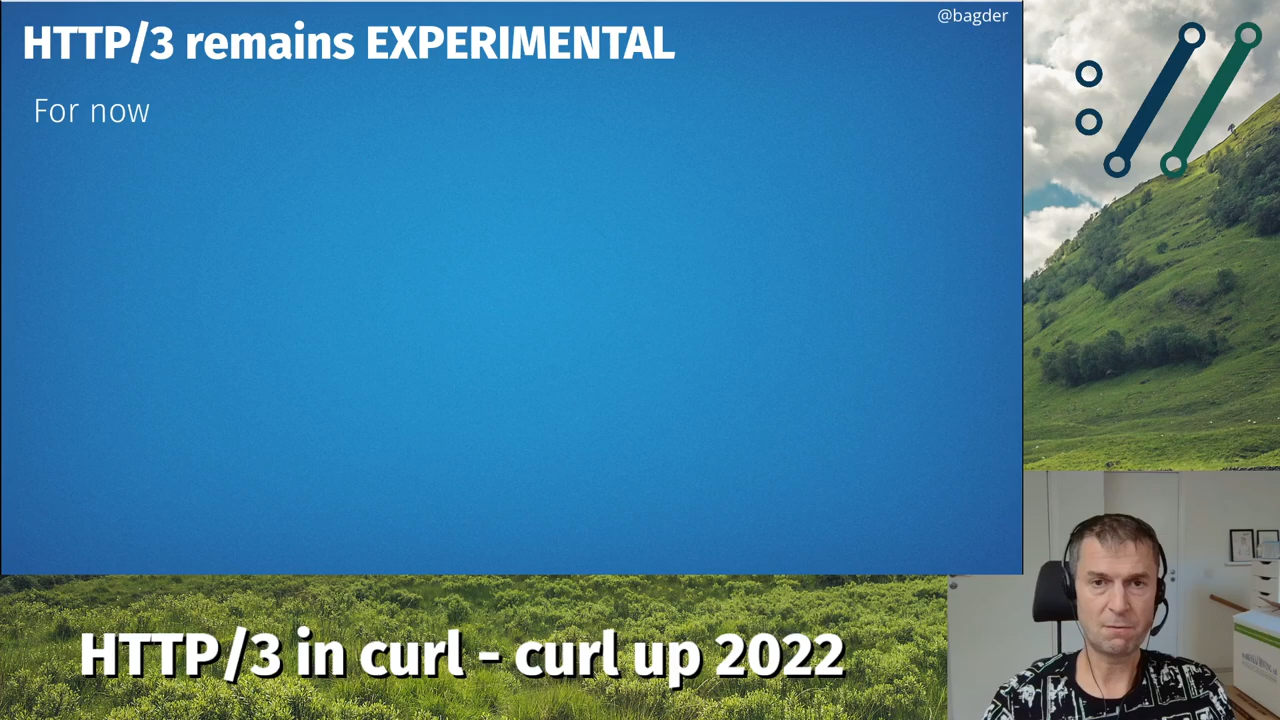 @bagder
HTTP/3 remains EXPERIMENTAL
For now
HTTP/3 in curl - curl up 2022